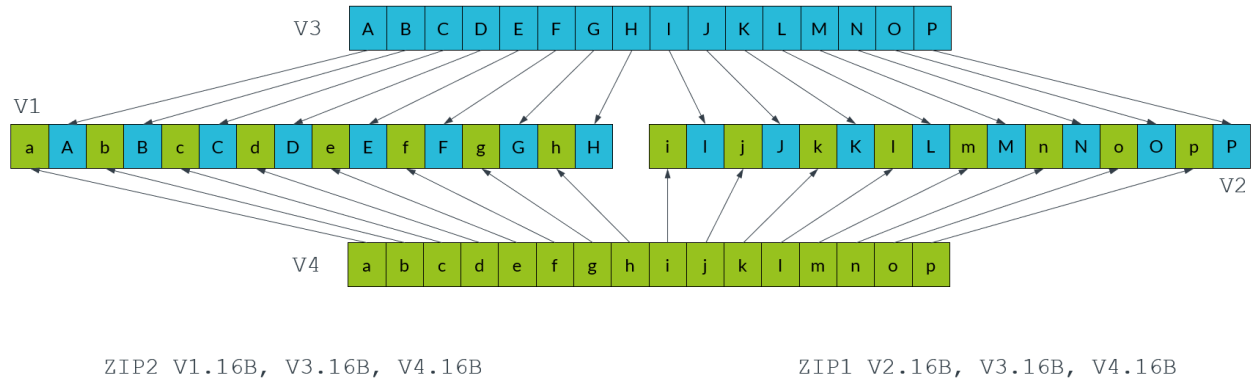 V3 A B C D E F G H I J K L M N O P
V1
a A b B c C d D e E f F g G h H i I j J k K l L m M n N o O p P
V2
V4 a b c d e f g h i j k l m n o p
ZIP2 V1.16B, V3.16B, V4.16B ZIP1 V2.16B, V3.16B, V4.16B